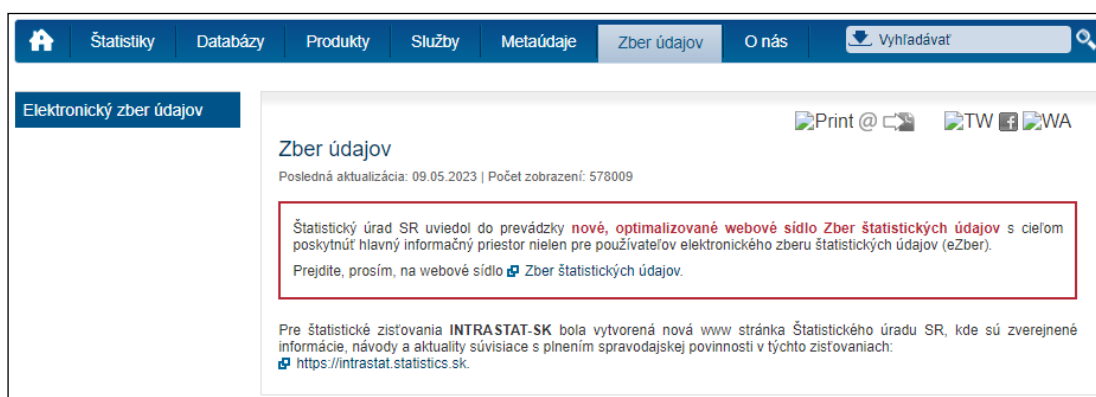 Štatistiky Databázy Produkty Služby Metaúdaje Zber údajov O nás Vyhľadávať
Elektronický zber údajov
Print @ TW f WA
Zber údajov
Posledná aktualizácia: 09.05.2023 | Počet zobrazení: 578009
Štatistický úrad SR uviedol do prevádzky nové, optimalizované webové sídlo Zber štatistických údajov s cieľom
poskytnúť hlavný informačný priestor nielen pre používateľov elektronického zberu štatistických údajov (eZber).
Prejdite, prosím, na webové sídlo Zber štatistických údajov.
Pre štatistické zisťovania INTRASTAT-SK bola vytvorená nová www stránka Štatistického úradu SR, kde sú zverejnené
informácie, návody a aktuality súvisiace s plnením spravodajskej povinnosti v týchto zisťovaniach:
https://intrastat.statistics.sk.